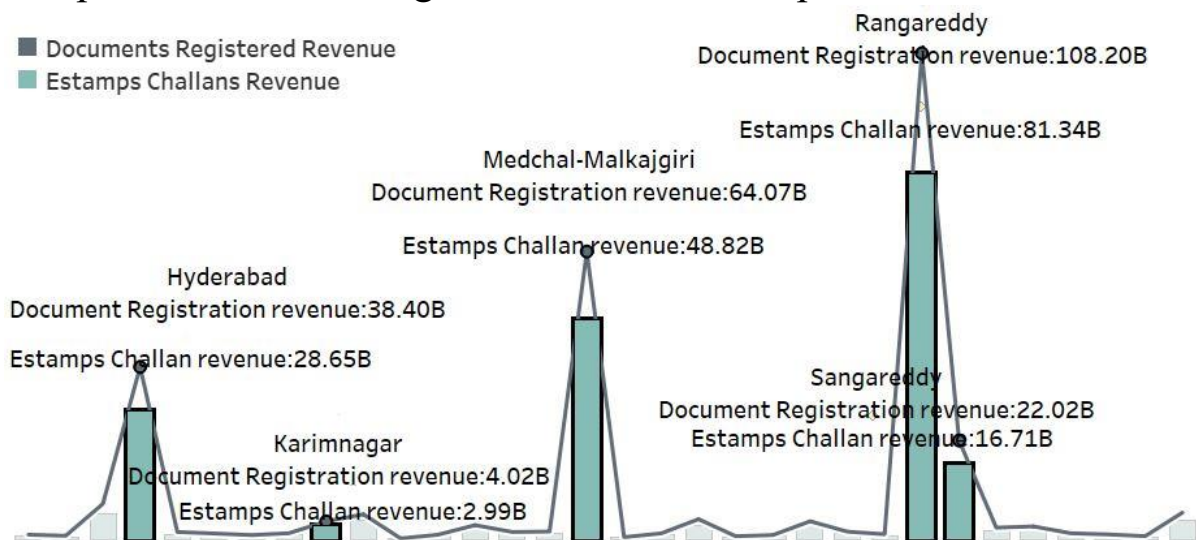 Documents Registered Revenue
Estamps Challans Revenue
Rangareddy
Document Registration revenue:108.20B
Estamps Challan revenue:81.34B
Medchal-Malkajgiri
Document Registration revenue:64.07B
Estamps Challan revenue:48.82B
Hyderabad
Document Registration revenue:38.40B
Estamps Challan revenue:28.65B
Sangareddy
Document Registration revenue:22.02B
Estamps Challan revenue:16.71B
Karimnagar
Document Registration revenue:4.02B
Estamps Challan revenue:2.99B